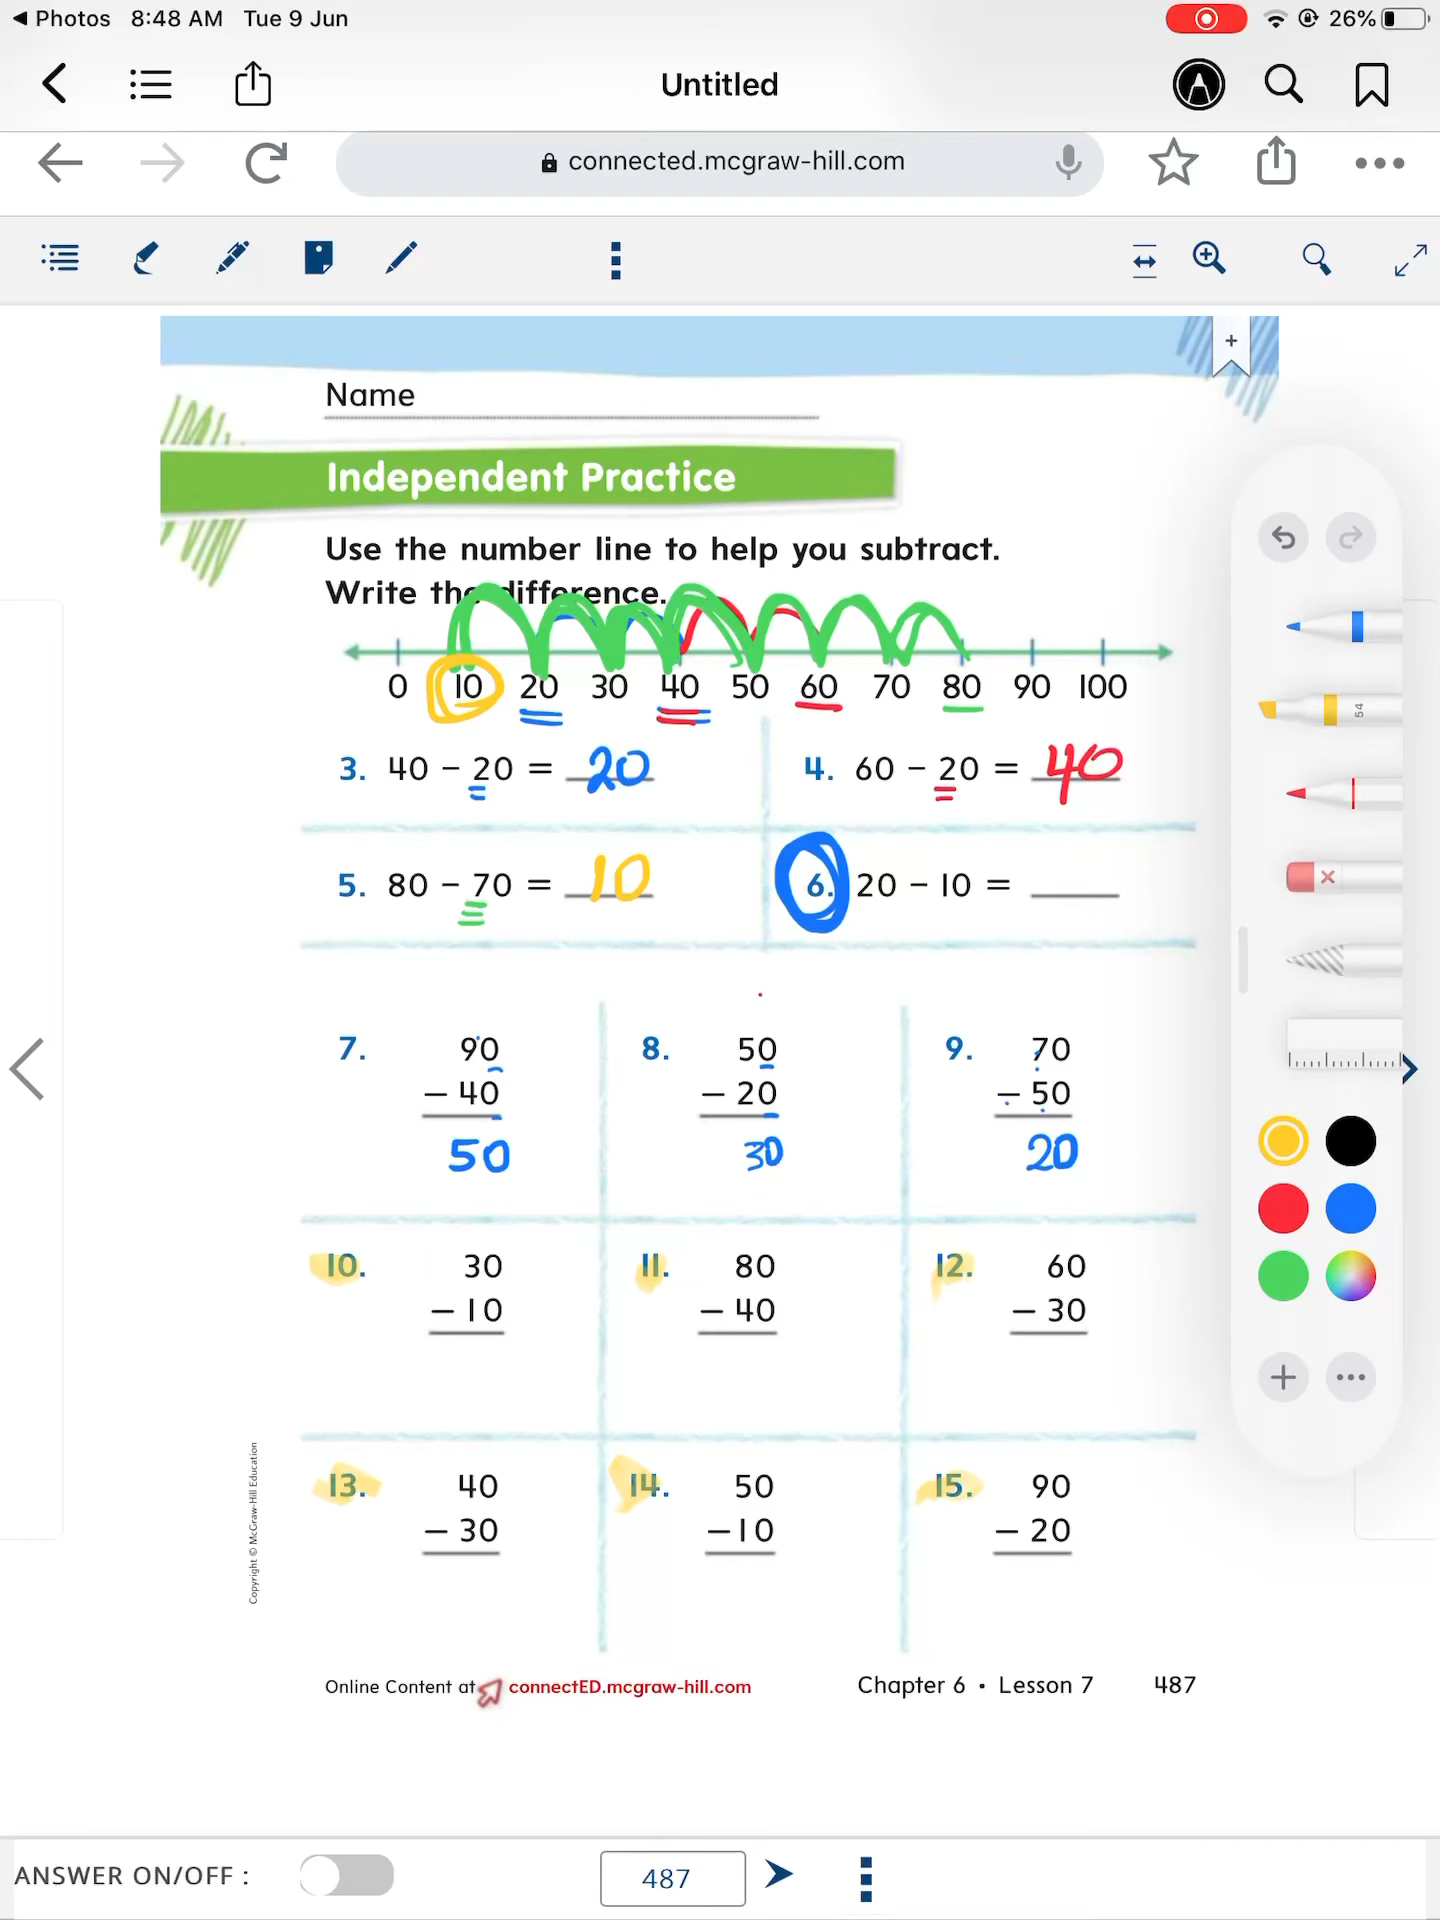 Photos 8:48 AM Tue 9 Jun 26%
Untitled
connected.mcgraw-hill.com
Name
Independent Practice
Use the number line to help you subtract.
Write the difference.
0 10 20 30 40 50 60 70 80 90 100
3. 40 − 20 = 20
4. 60 − 20 = 40
5. 80 − 70 = 10
6. 20 − 10 = ____
7. 90
− 40
50
8. 50
− 20
30
9. 70
− 50
20
10. 30
− 10
11. 80
− 40
12. 60
− 30
13. 40
− 30
14. 50
− 10
15. 90
− 20
54
Copyright © McGraw-Hill Education
Online Content at connectED.mcgraw-hill.com
Chapter 6 • Lesson 7 487
ANSWER ON/OFF :
487